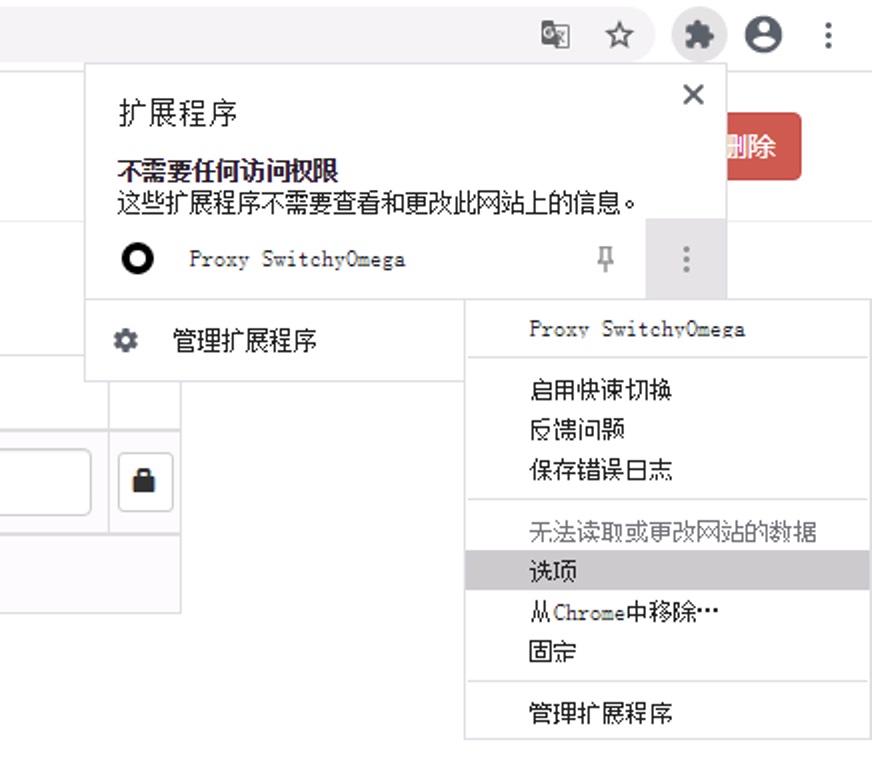 扩展程序
删除
不需要任何访问权限
这些扩展程序不需要查看和更改此网站上的信息。
Proxy SwitchyOmega
管理扩展程序
Proxy SwitchyOmega
启用快速切换
反馈问题
保存错误日志
无法读取或更改网站的数据
选项
从Chrome中移除…
固定
管理扩展程序